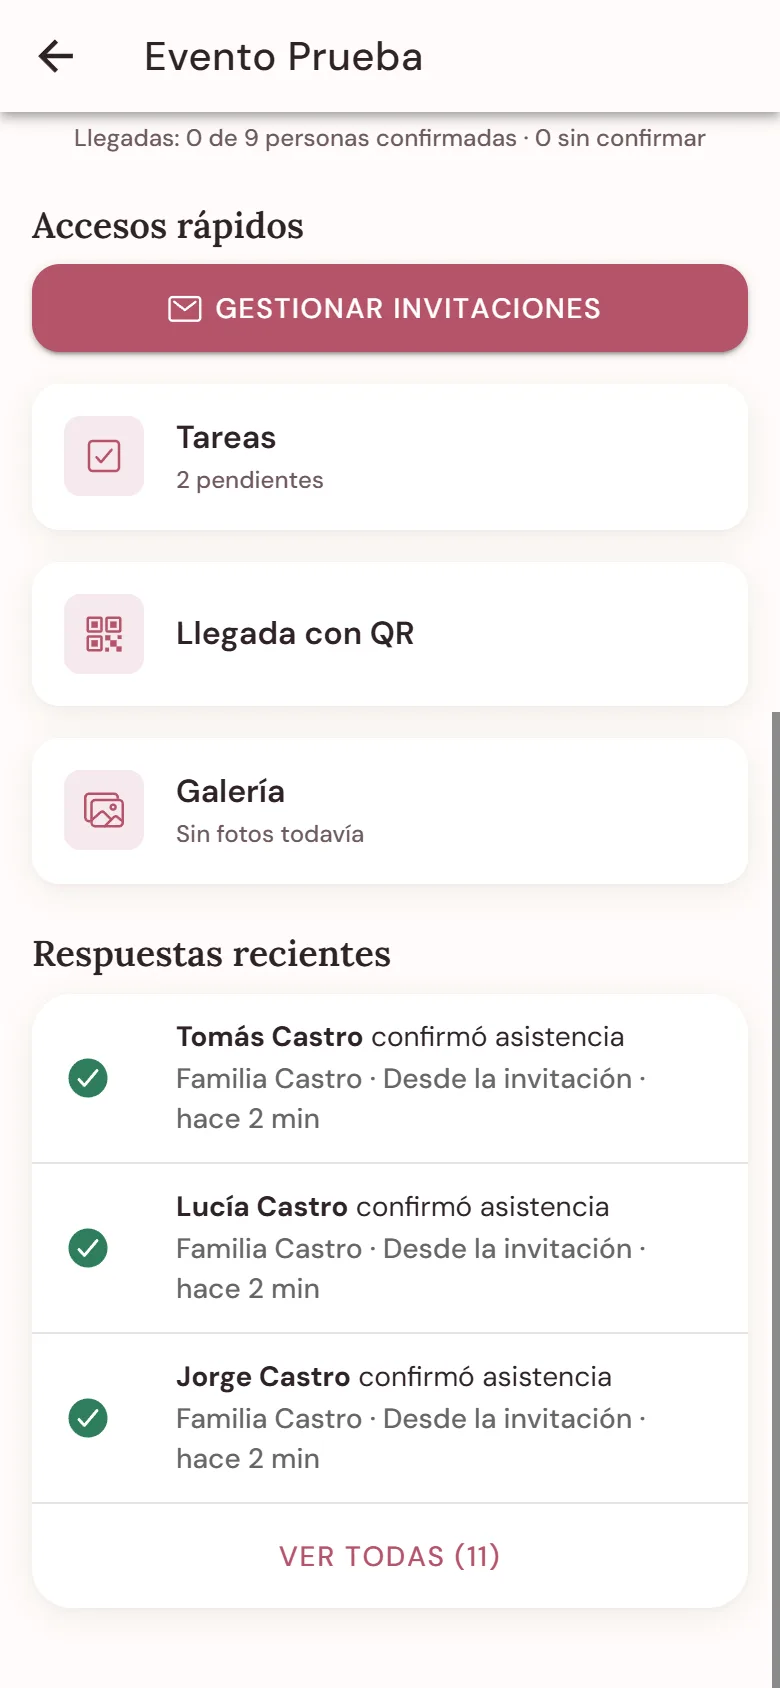 Evento Prueba
Llegadas: 0 de 9 personas confirmadas · 0 sin confirmar
Accesos rápidos
GESTIONAR INVITACIONES
Tareas
2 pendientes
Llegada con QR
Galería
Sin fotos todavía
Respuestas recientes
Tomás Castro confirmó asistencia
Familia Castro · Desde la invitación ·
hace 2 min
Lucía Castro confirmó asistencia
Familia Castro · Desde la invitación ·
hace 2 min
Jorge Castro confirmó asistencia
Familia Castro · Desde la invitación ·
hace 2 min
VER TODAS (11)